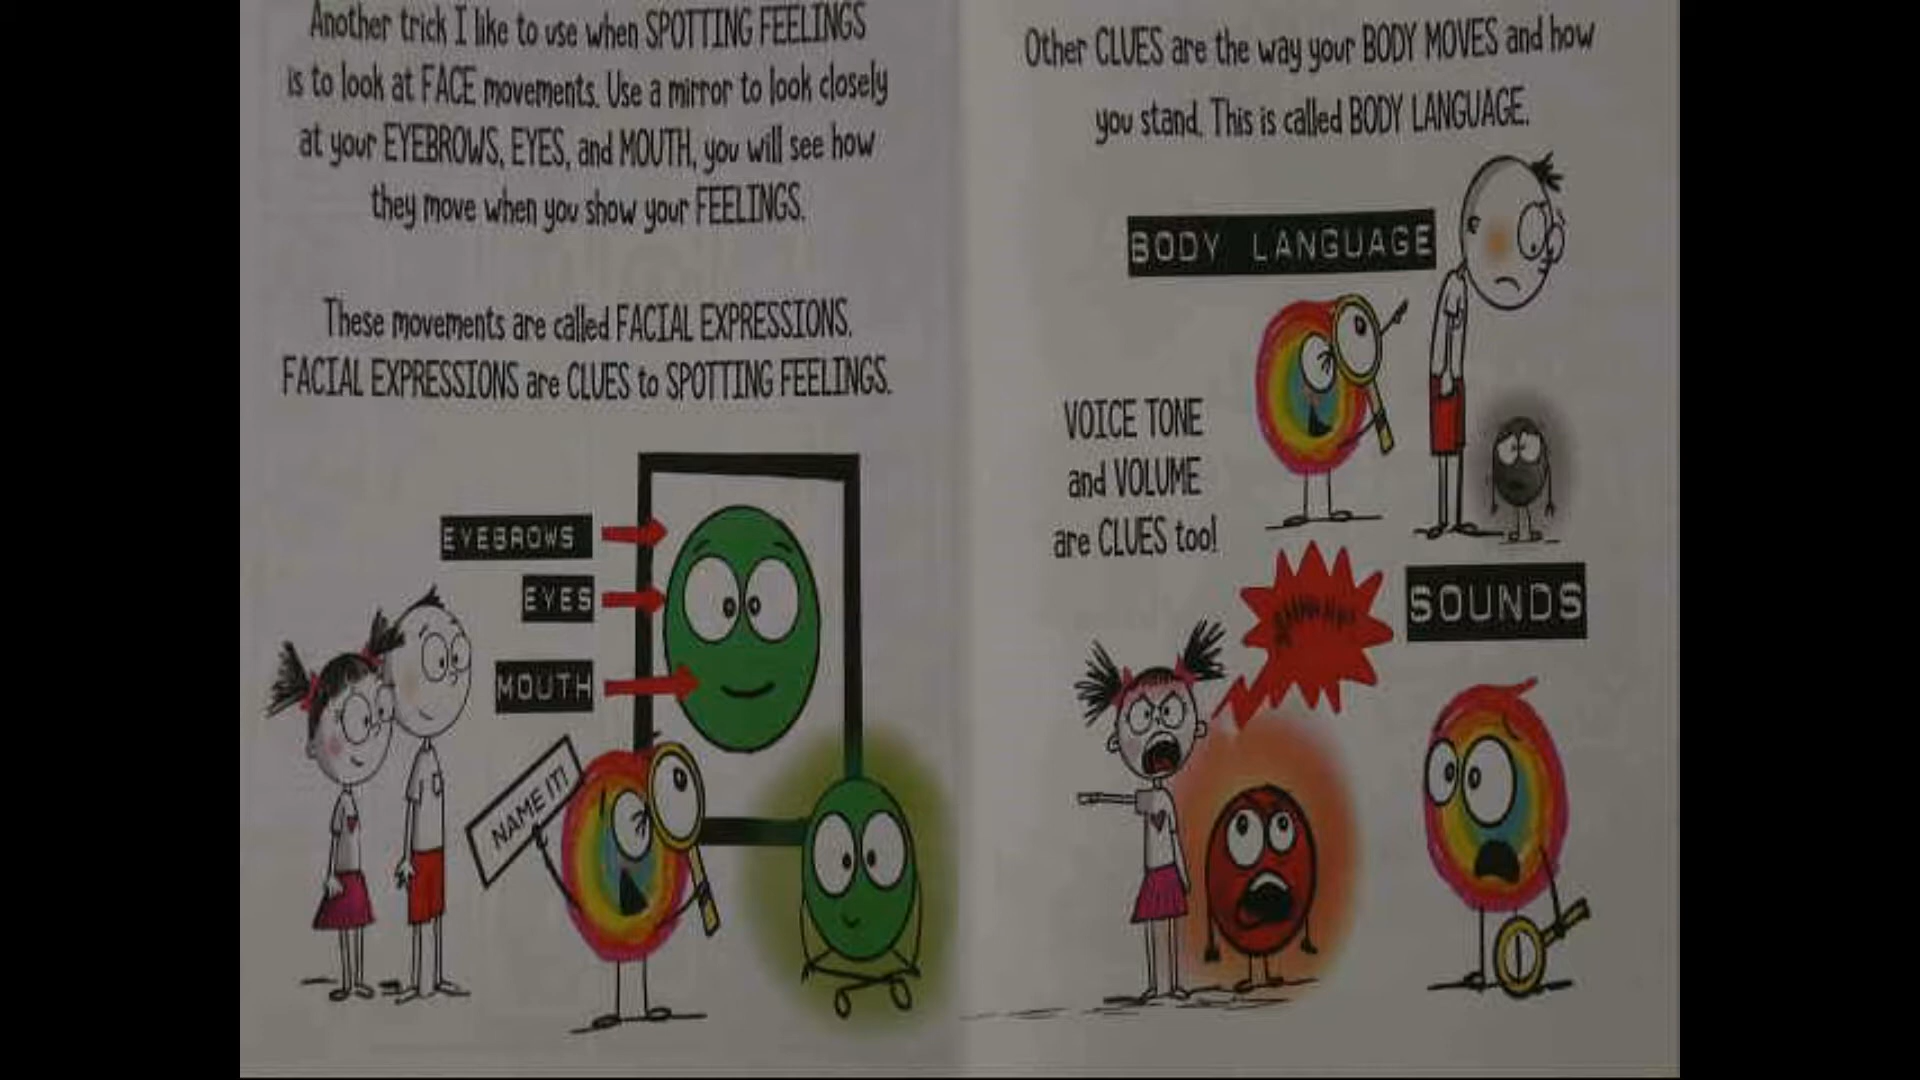 Another trick I like to use when SPOTTING FEELINGS
is to look at FACE movements. Use a mirror to look closely
at your EYEBROWS, EYES, and MOUTH, you will see how
they move when you show your FEELINGS.
These movements are called FACIAL EXPRESSIONS.
FACIAL EXPRESSIONS are CLUES to SPOTTING FEELINGS.
EYEBROWS
EYES
MOUTH
NAME IT!
Other CLUES are the way your BODY MOVES and how
you stand. This is called BODY LANGUAGE.
BODY LANGUAGE
VOICE TONE
and VOLUME
are CLUES too!
SOUNDS